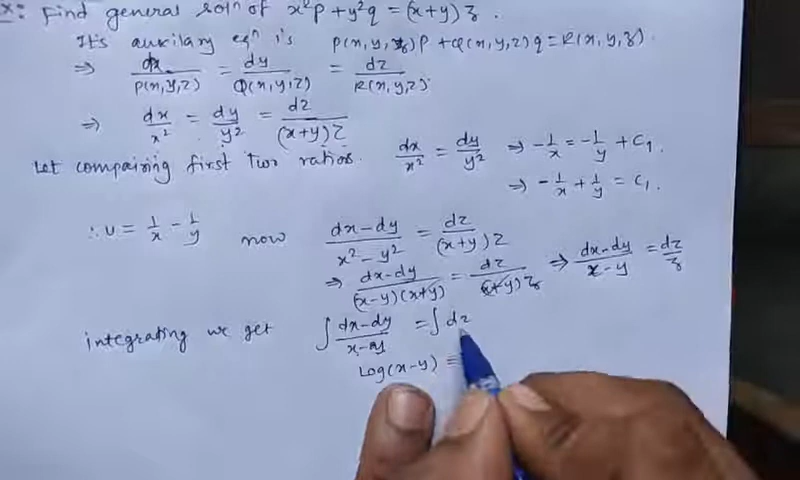 x: Find general solⁿ of x²p + y²q = (x+y) z.
It's auxilary eqⁿ is P(x, y, z)p + Q(x, y, z) q = R(x, y, z).
⇒ dx/P(x, y, z) = dy/Q(x, y, z) = dz/R(x, y, z).
⇒ dx/x² = dy/y² = dz/(x+y)z
Let compairing first two ratios. dx/x² = dy/y² ⇒ -1/x = -1/y + C₁.
⇒ -1/x + 1/y = C₁.
∴ u = 1/x - 1/y now dx-dy/x²-y² = dz/(x+y)z
⇒ dx-dy/(x-y)(x+y) = dz/(x+y)z ⇒ dx-dy/x-y = dz/z
integrating we get ∫ dx-dy/x-y = ∫ dz
Log(x-y) =